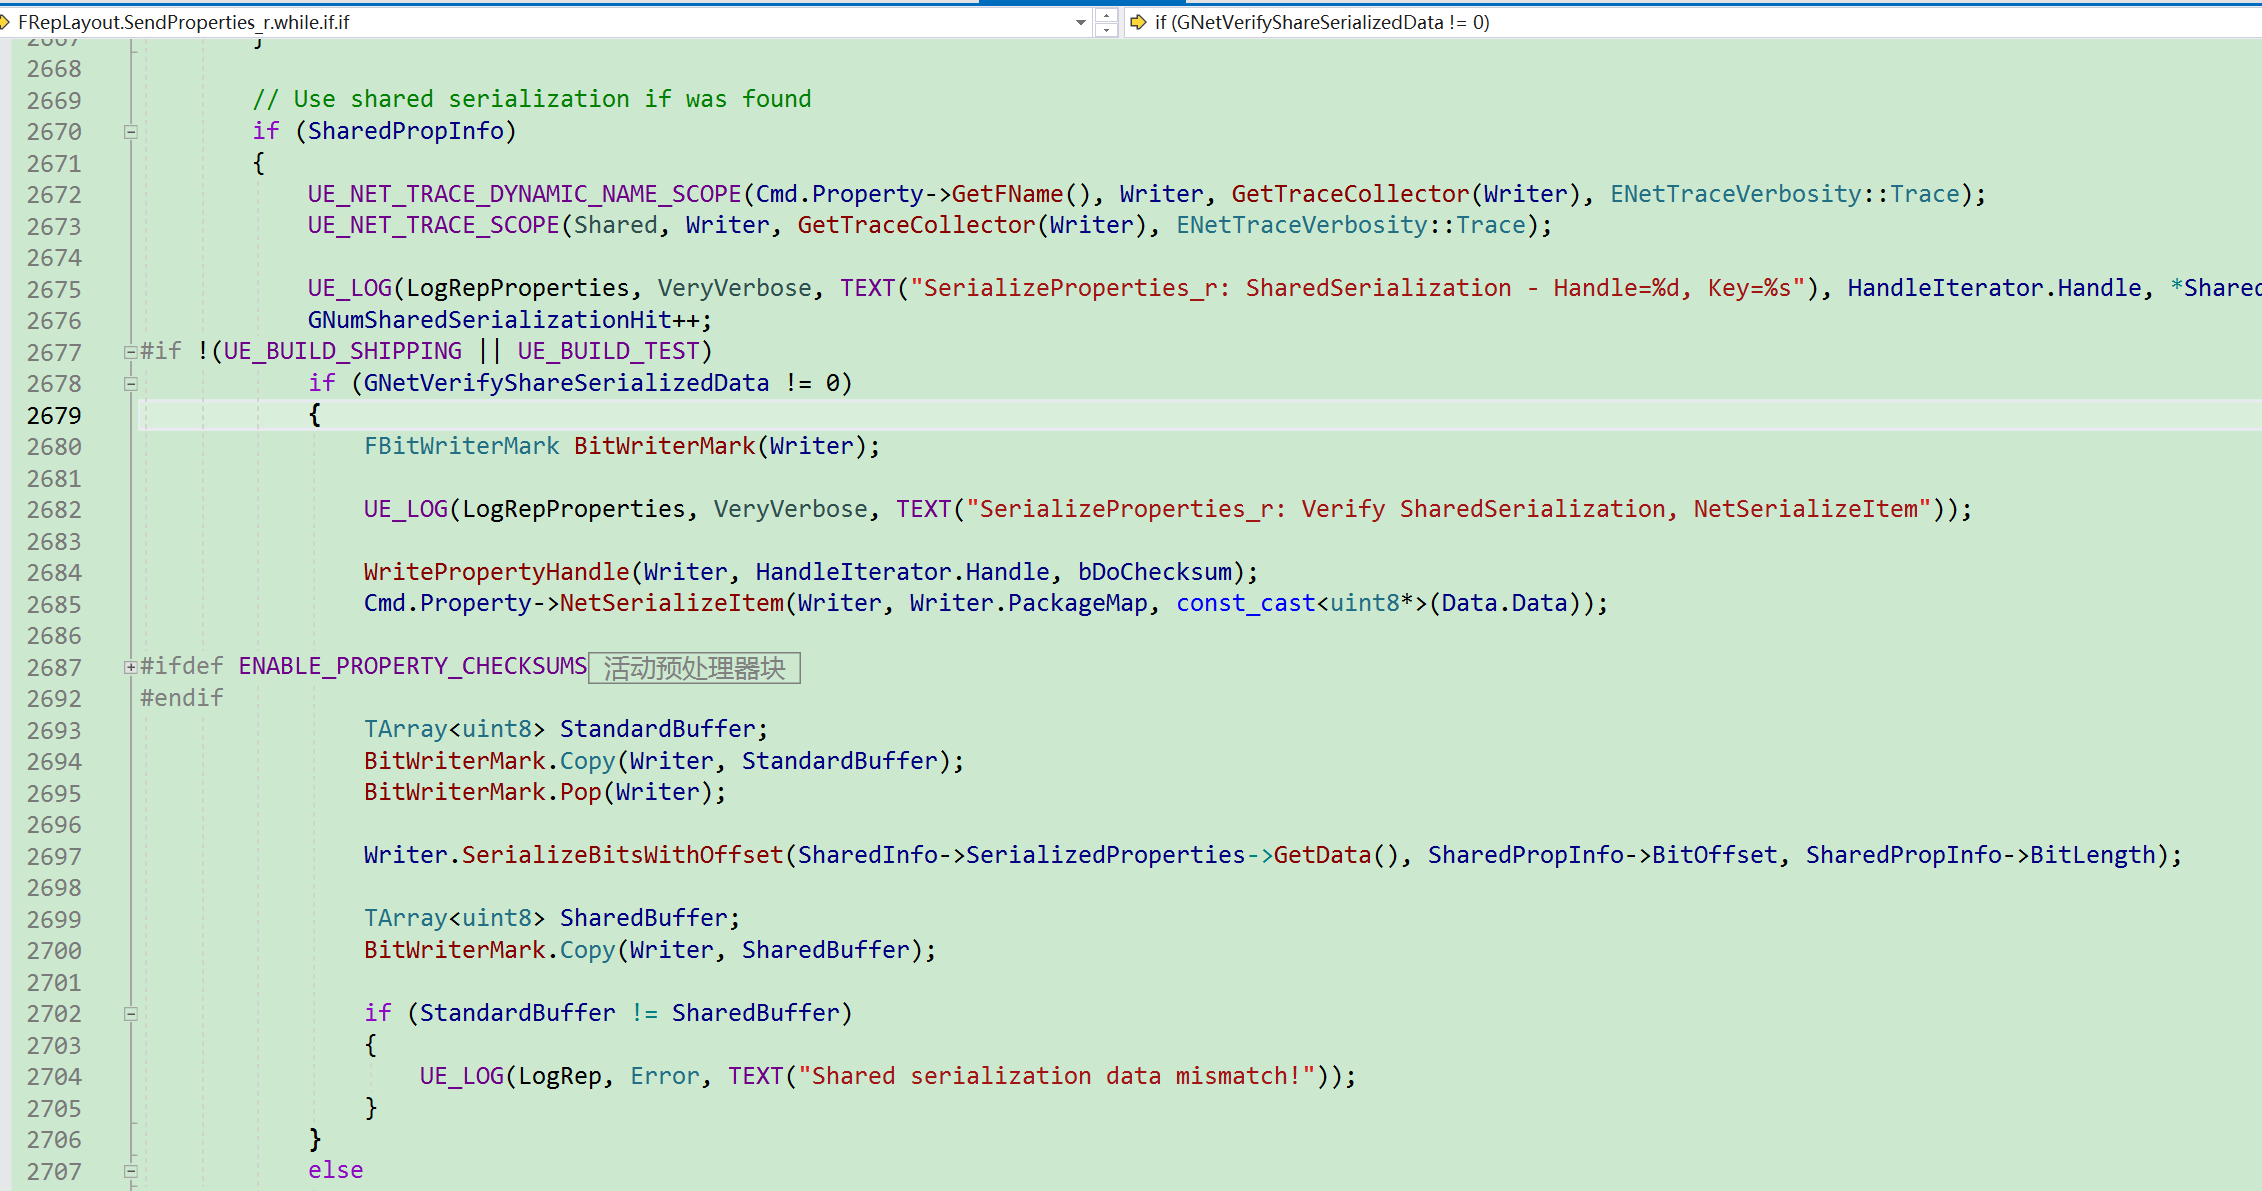 FRepLayout.SendProperties_r.while.if.if
if (GNetVerifyShareSerializedData != 0)
2667 }
2668
2669 // Use shared serialization if was found
2670 if (SharedPropInfo)
2671 {
2672 UE_NET_TRACE_DYNAMIC_NAME_SCOPE(Cmd.Property->GetFName(), Writer, GetTraceCollector(Writer), ENetTraceVerbosity::Trace);
2673 UE_NET_TRACE_SCOPE(Shared, Writer, GetTraceCollector(Writer), ENetTraceVerbosity::Trace);
2674
2675 UE_LOG(LogRepProperties, VeryVerbose, TEXT("SerializeProperties_r: SharedSerialization - Handle=%d, Key=%s"), HandleIterator.Handle, *Shared
2676 GNumSharedSerializationHit++;
2677 #if !(UE_BUILD_SHIPPING || UE_BUILD_TEST)
2678 if (GNetVerifyShareSerializedData != 0)
2679 {
2680 FBitWriterMark BitWriterMark(Writer);
2681
2682 UE_LOG(LogRepProperties, VeryVerbose, TEXT("SerializeProperties_r: Verify SharedSerialization, NetSerializeItem"));
2683
2684 WritePropertyHandle(Writer, HandleIterator.Handle, bDoChecksum);
2685 Cmd.Property->NetSerializeItem(Writer, Writer.PackageMap, const_cast<uint8*>(Data.Data));
2686
2687 #ifdef ENABLE_PROPERTY_CHECKSUMS 活动预处理器块
2692 #endif
2693 TArray<uint8> StandardBuffer;
2694 BitWriterMark.Copy(Writer, StandardBuffer);
2695 BitWriterMark.Pop(Writer);
2696
2697 Writer.SerializeBitsWithOffset(SharedInfo->SerializedProperties->GetData(), SharedPropInfo->BitOffset, SharedPropInfo->BitLength);
2698
2699 TArray<uint8> SharedBuffer;
2700 BitWriterMark.Copy(Writer, SharedBuffer);
2701
2702 if (StandardBuffer != SharedBuffer)
2703 {
2704 UE_LOG(LogRep, Error, TEXT("Shared serialization data mismatch!"));
2705 }
2706 }
2707 else